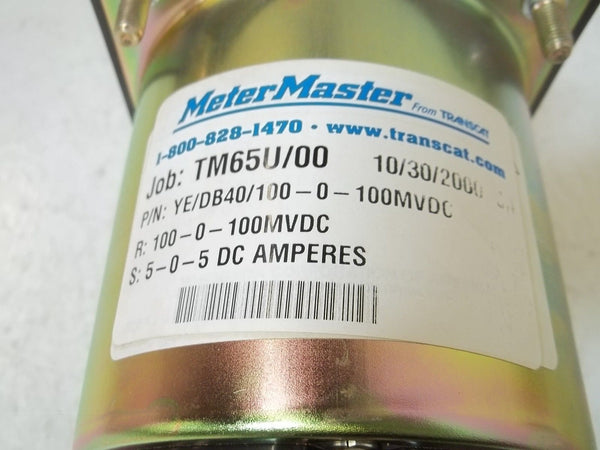 MeterMaster From TRANSCAT
1-800-828-1470 • www.transcat.com
Job: TM65U/00 10/30/2000
P/N: YE/DB40/100-0-100MVDC
R: 100-0-100MVDC
S: 5-0-5 DC AMPERES